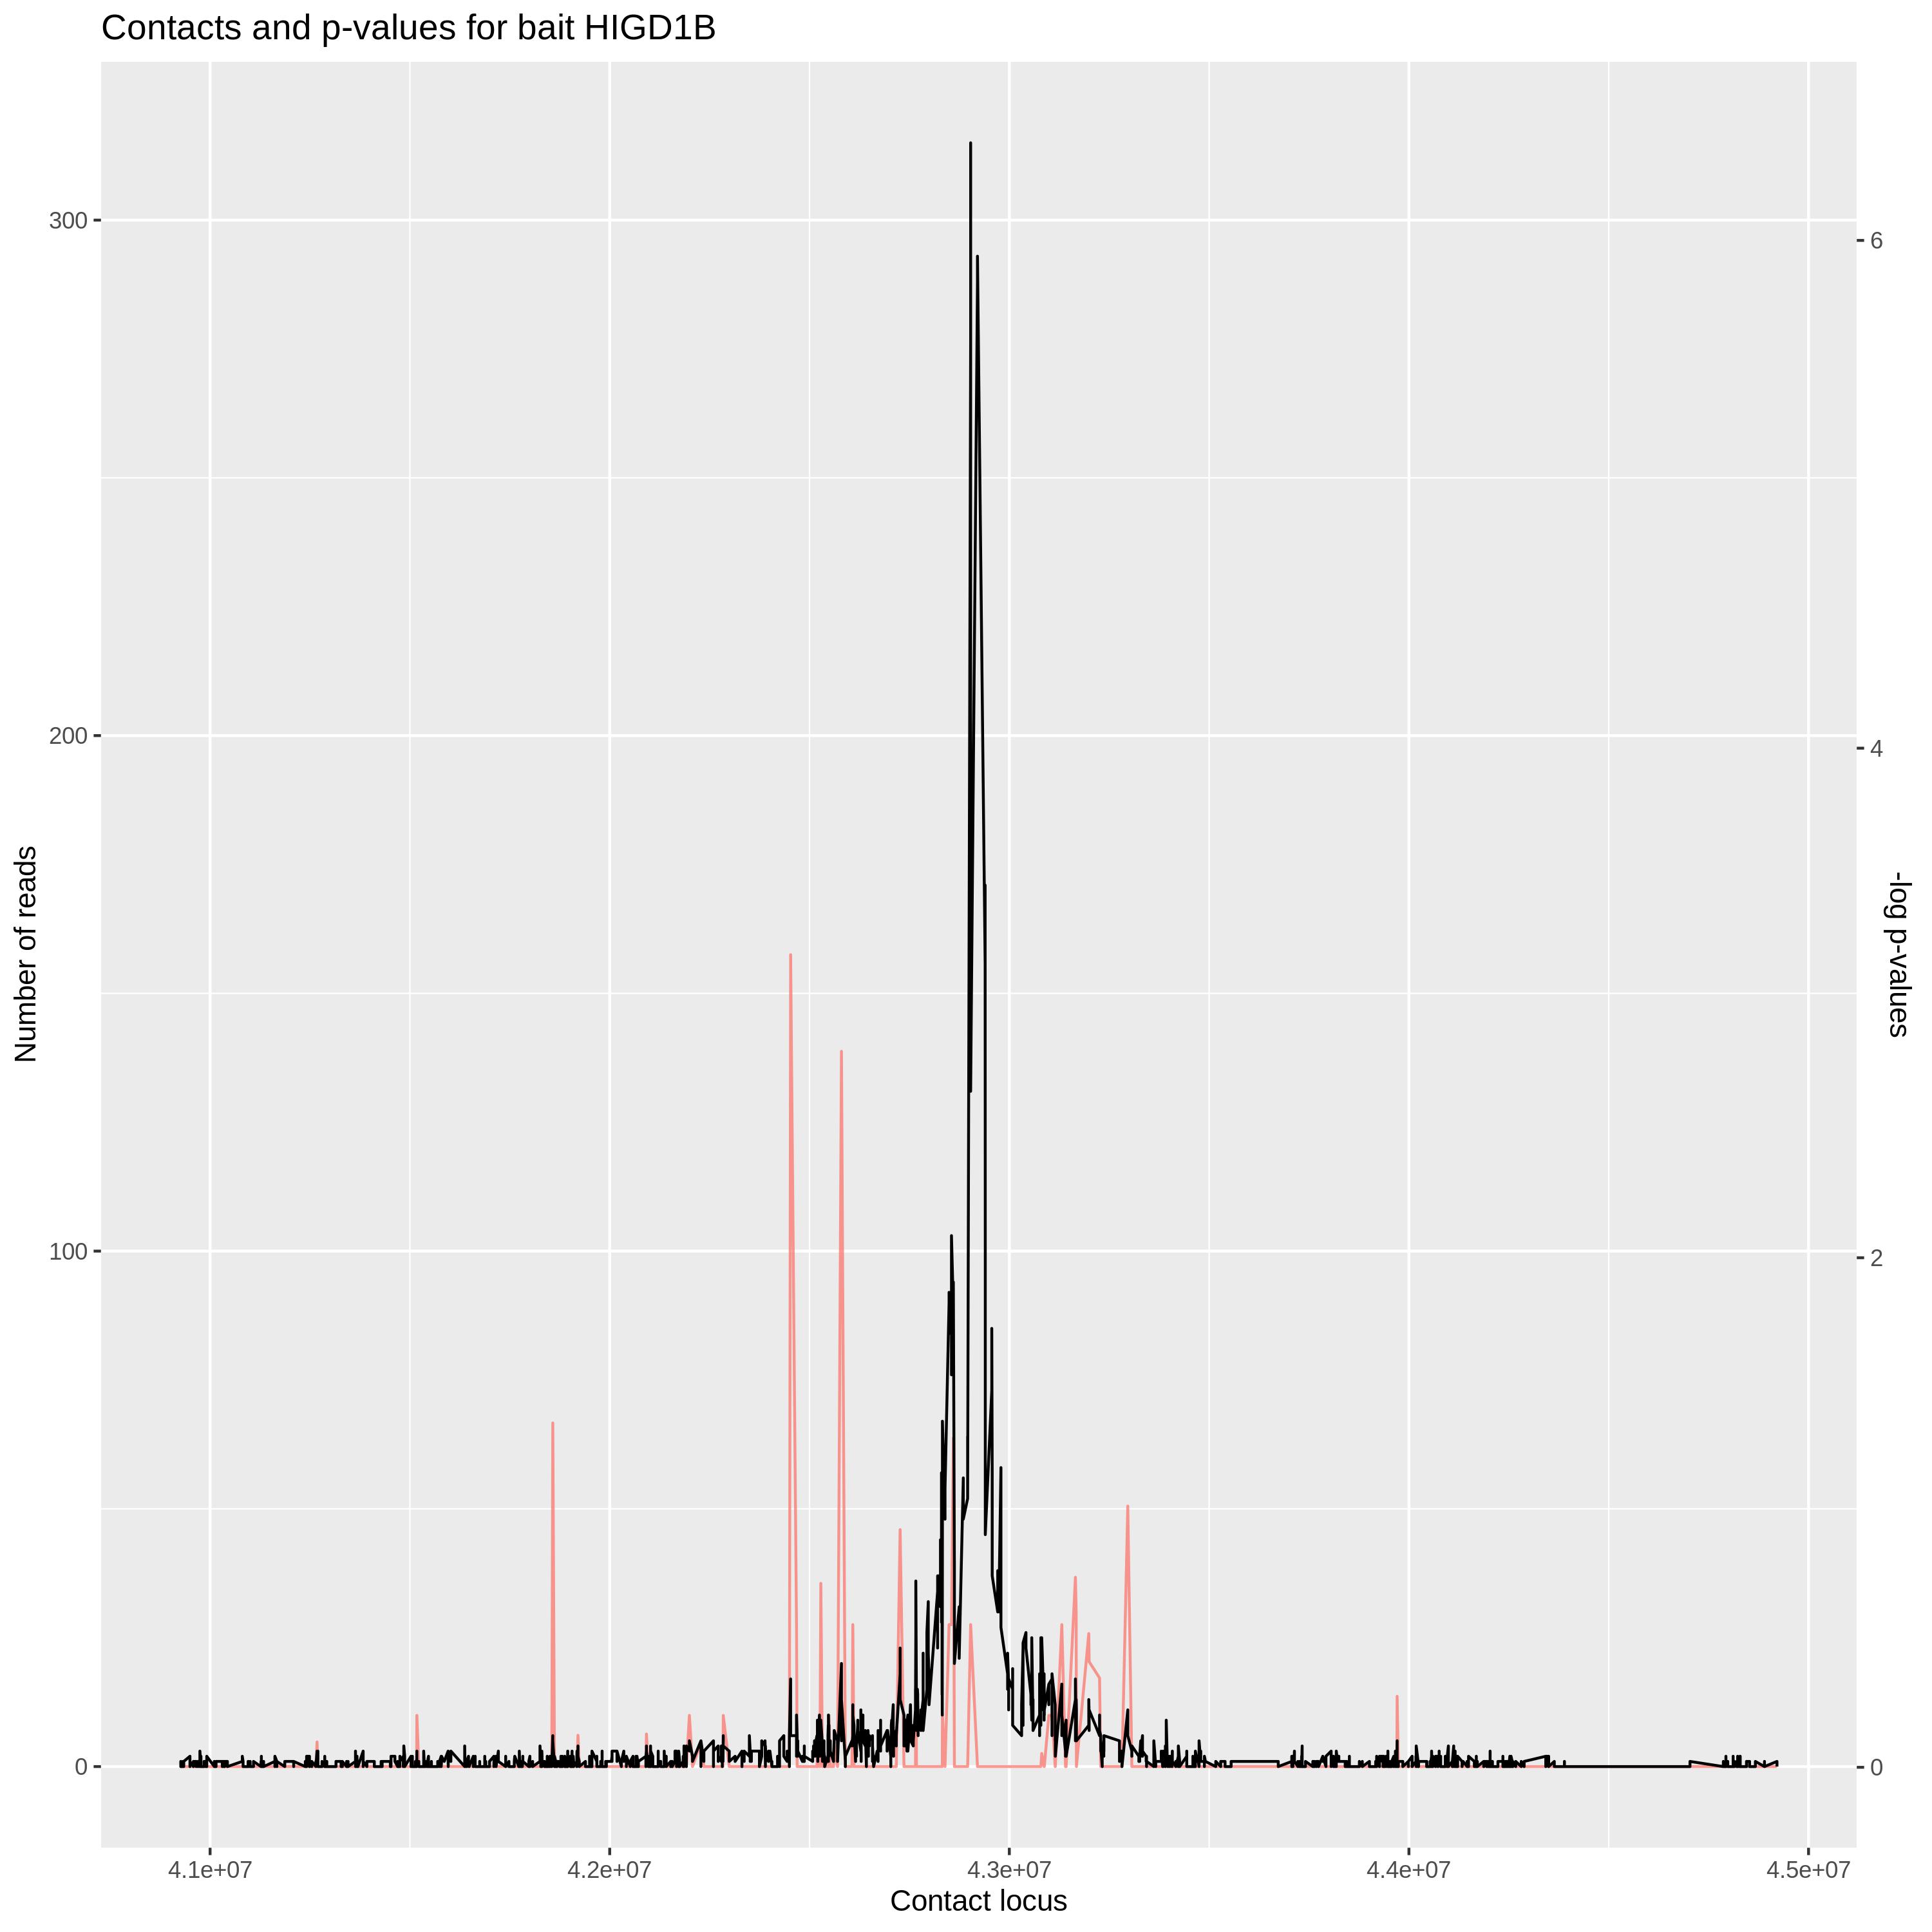 Contacts and p-values for bait HIGD1B
Number of reads
300
200
100
0
-log p-values
6
4
2
0
4.1e+07 4.2e+07 4.3e+07 4.4e+07 4.5e+07
Contact locus